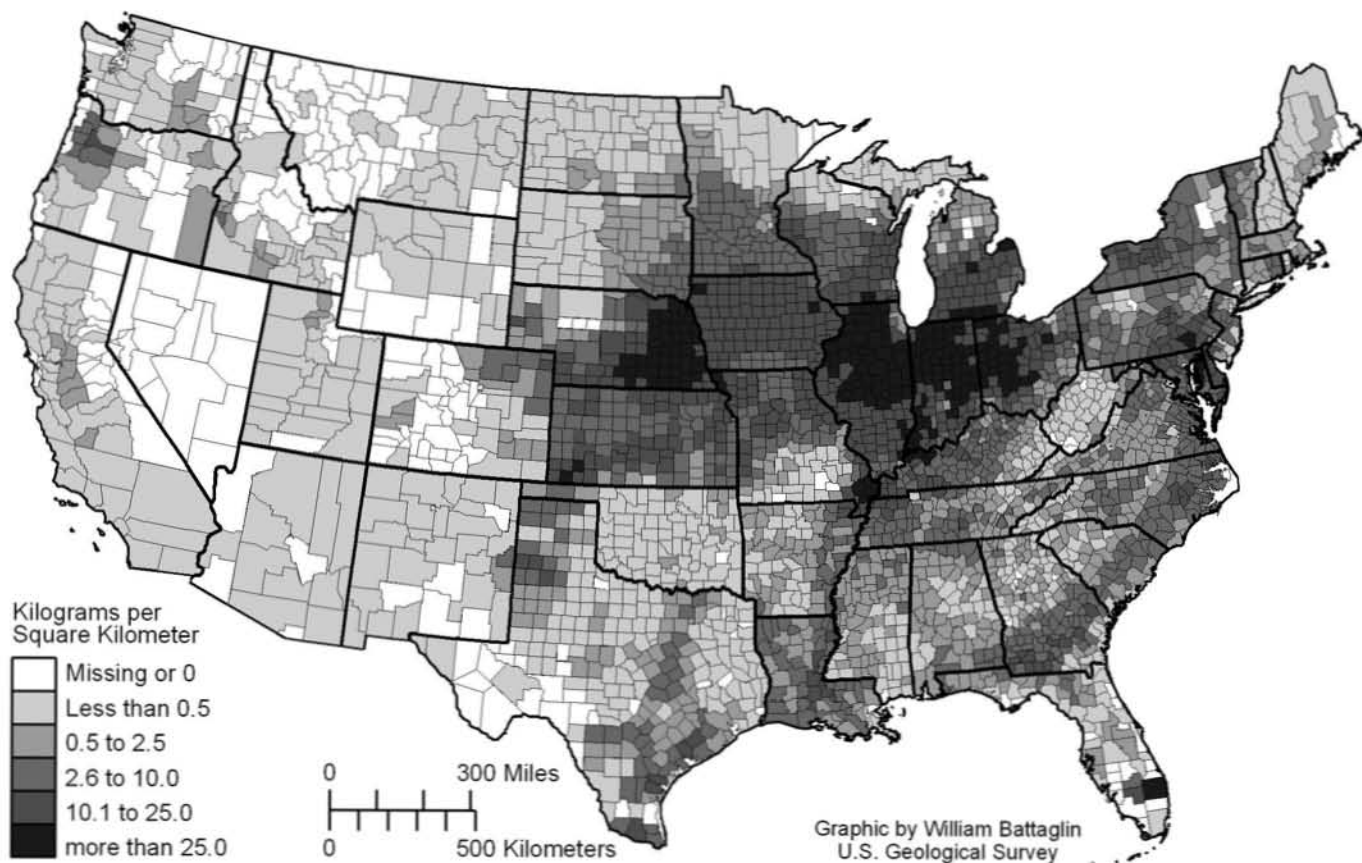 Kilograms per
Square Kilometer
Missing or 0
Less than 0.5
0.5 to 2.5
2.6 to 10.0
10.1 to 25.0
more than 25.0
0 300 Miles
0 500 Kilometers
Graphic by William Battaglin
U.S. Geological Survey